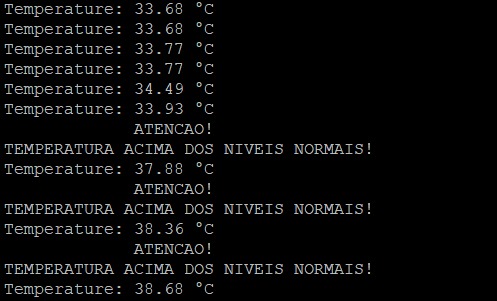 Temperature: 33.68 °C
Temperature: 33.68 °C
Temperature: 33.77 °C
Temperature: 33.77 °C
Temperature: 34.49 °C
Temperature: 33.93 °C
ATENCAO!
TEMPERATURA ACIMA DOS NIVEIS NORMAIS!
Temperature: 37.88 °C
ATENCAO!
TEMPERATURA ACIMA DOS NIVEIS NORMAIS!
Temperature: 38.36 °C
ATENCAO!
TEMPERATURA ACIMA DOS NIVEIS NORMAIS!
Temperature: 38.68 °C